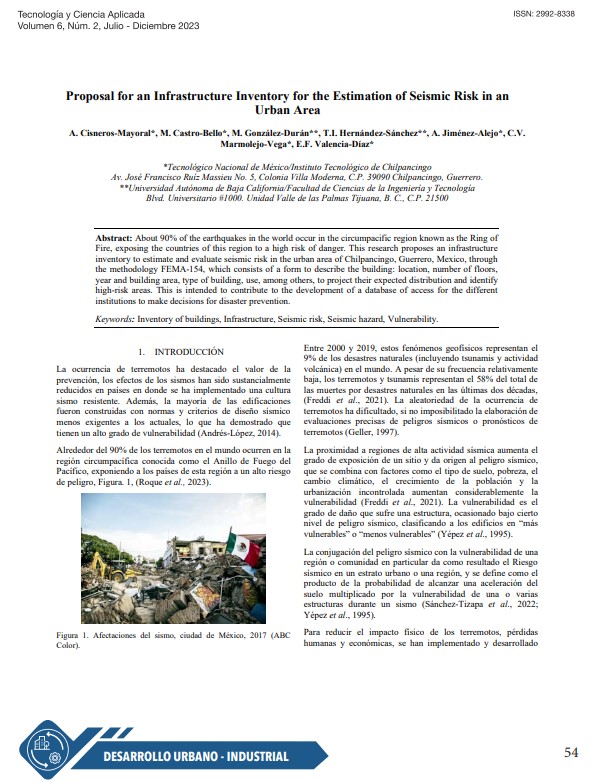 Tecnología y Ciencia Aplicada
Volumen 6, Núm. 2, Julio - Diciembre 2023
ISSN: 2992-8338
Proposal for an Infrastructure Inventory for the Estimation of Seismic Risk in an
Urban Area
A. Cisneros-Mayoral*, M. Castro-Bello*, M. González-Durán**, T.I. Hernández-Sánchez**, A. Jiménez-Alejo*, C.V.
Marmolejo-Vega*, E.F. Valencia-Díaz*
*Tecnológico Nacional de México/Instituto Tecnológico de Chilpancingo
Av. José Francisco Ruíz Massieu No. 5, Colonia Villa Moderna, C.P. 39090 Chilpancingo, Guerrero.
**Universidad Autónoma de Baja California/Facultad de Ciencias de la Ingeniería y Tecnología
Blvd. Universitario #1000. Unidad Valle de las Palmas Tijuana, B. C., C.P. 21500
Abstract: About 90% of the earthquakes in the world occur in the circumpacific region known as the Ring of
Fire, exposing the countries of this region to a high risk of danger. This research proposes an infrastructure
inventory to estimate and evaluate seismic risk in the urban area of Chilpancingo, Guerrero, Mexico, through
the methodology FEMA-154, which consists of a form to describe the building: location, number of floors,
year and building area, type of building, use, among others, to project their expected distribution and identify
high-risk areas. This is intended to contribute to the development of a database of access for the different
institutions to make decisions for disaster prevention.
Keywords: Inventory of buildings, Infrastructure, Seismic risk, Seismic hazard, Vulnerability.
1. INTRODUCCIÓN
La ocurrencia de terremotos ha destacado el valor de la
prevención, los efectos de los sismos han sido sustancialmente
reducidos en países en donde se ha implementado una cultura
sismo resistente. Además, la mayoría de las edificaciones
fueron construidas con normas y criterios de diseño sísmico
menos exigentes a los actuales, lo que ha demostrado que
tienen un alto grado de vulnerabilidad (Andrés-López, 2014).
Alrededor del 90% de los terremotos en el mundo ocurren en la
región circumpacífica conocida como el Anillo de Fuego del
Pacífico, exponiendo a los países de esta región a un alto riesgo
de peligro, Figura. 1, (Roque et al., 2023).
Figura 1. Afectaciones del sismo, ciudad de México, 2017 (ABC
Color).
Entre 2000 y 2019, estos fenómenos geofísicos representan el
9% de los desastres naturales (incluyendo tsunamis y actividad
volcánica) en el mundo. A pesar de su frecuencia relativamente
baja, los terremotos y tsunamis representan el 58% del total de
las muertes por desastres naturales en las últimas dos décadas,
(Freddi et al., 2021). La aleatoriedad de la ocurrencia de
terremotos ha dificultado, si no imposibilitado la elaboración de
evaluaciones precisas de peligros sísmicos o pronósticos de
terremotos (Geller, 1997).
La proximidad a regiones de alta actividad sísmica aumenta el
grado de exposición de un sitio y da origen al peligro sísmico,
que se combina con factores como el tipo de suelo, pobreza, el
cambio climático, el crecimiento de la población y la
urbanización incontrolada aumentan considerablemente la
vulnerabilidad (Freddi et al., 2021). La vulnerabilidad es el
grado de daño que sufre una estructura, ocasionado bajo cierto
nivel de peligro sísmico, clasificando a los edificios en “más
vulnerables” o “menos vulnerables” (Yépez et al., 1995).
La conjugación del peligro sísmico con la vulnerabilidad de una
región o comunidad en particular da como resultado el Riesgo
sísmico en un estrato urbano o una región, y se define como el
producto de la probabilidad de alcanzar una aceleración del
suelo multiplicado por la vulnerabilidad de una o varias
estructuras durante un sismo (Sánchez-Tizapa et al., 2022;
Yépez et al., 1995).
Para reducir el impacto físico de los terremotos, pérdidas
humanas y económicas, se han implementado y desarrollado
DESARROLLO URBANO - INDUSTRIAL
54